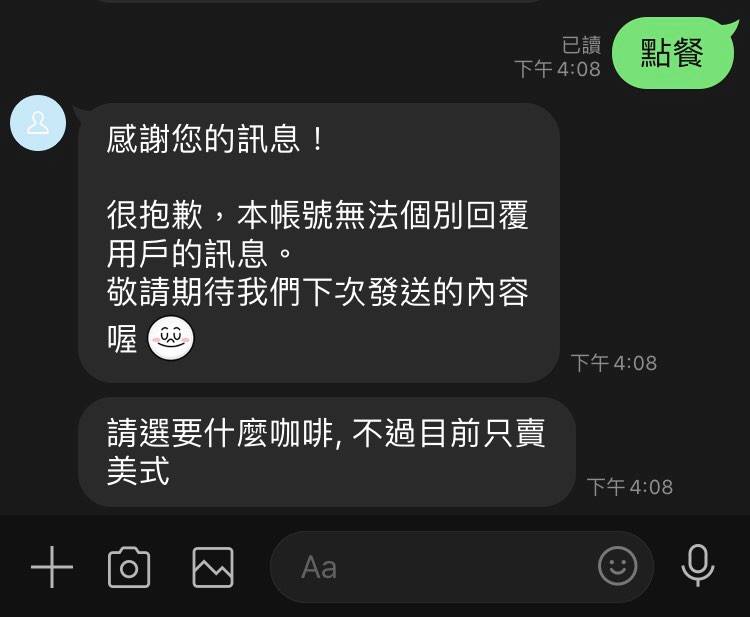 點餐
已讀
下午 4:08
感謝您的訊息！
很抱歉，本帳號無法個別回覆
用戶的訊息。
敬請期待我們下次發送的內容
喔
下午 4:08
請選要什麼咖啡, 不過目前只賣
美式
下午 4:08
Aa